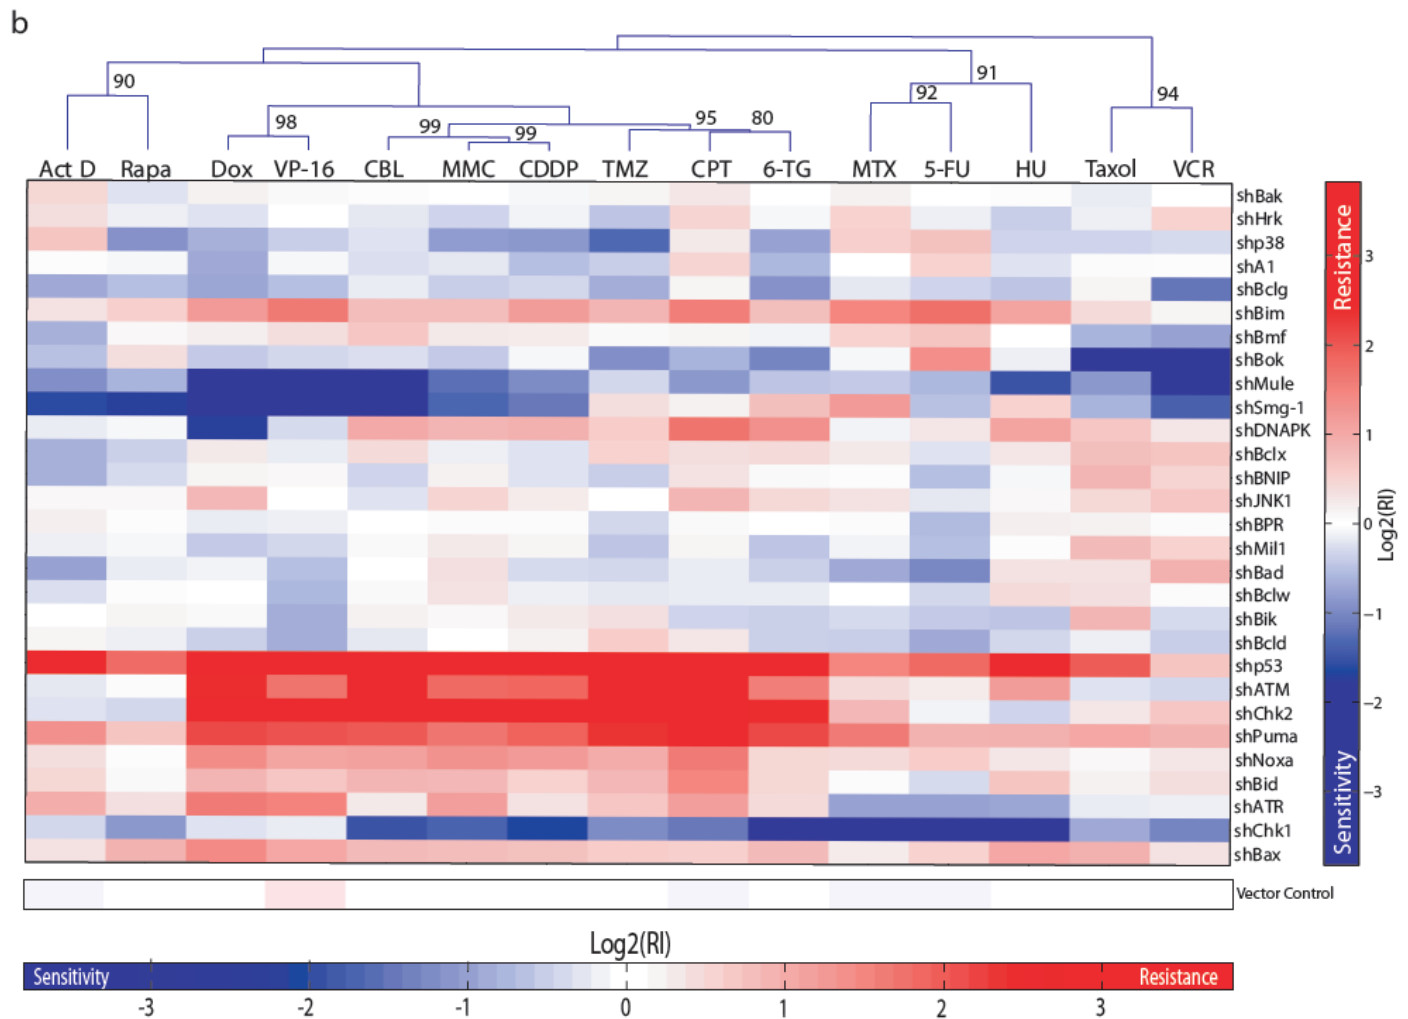 b
90
98
99
99
95
80
92
91
94
Act D Rapa Dox VP-16 CBL MMC CDDP TMZ CPT 6-TG MTX 5-FU HU Taxol VCR
shBak
shHrk
shp38
shA1
shBclg
shBim
shBmf
shBok
shMule
shSmg-1
shDNAPK
shBclx
shBNIP
shJNK1
shBPR
shMil1
shBad
shBclw
shBik
shBcld
shp53
shATM
shChk2
shPuma
shNoxa
shBid
shATR
shChk1
shBax
Vector Control
Resistance
Sensitivity
3
2
1
0
−1
−2
−3
Log2(RI)
Log2(RI)
Sensitivity Resistance
-3 -2 -1 0 1 2 3